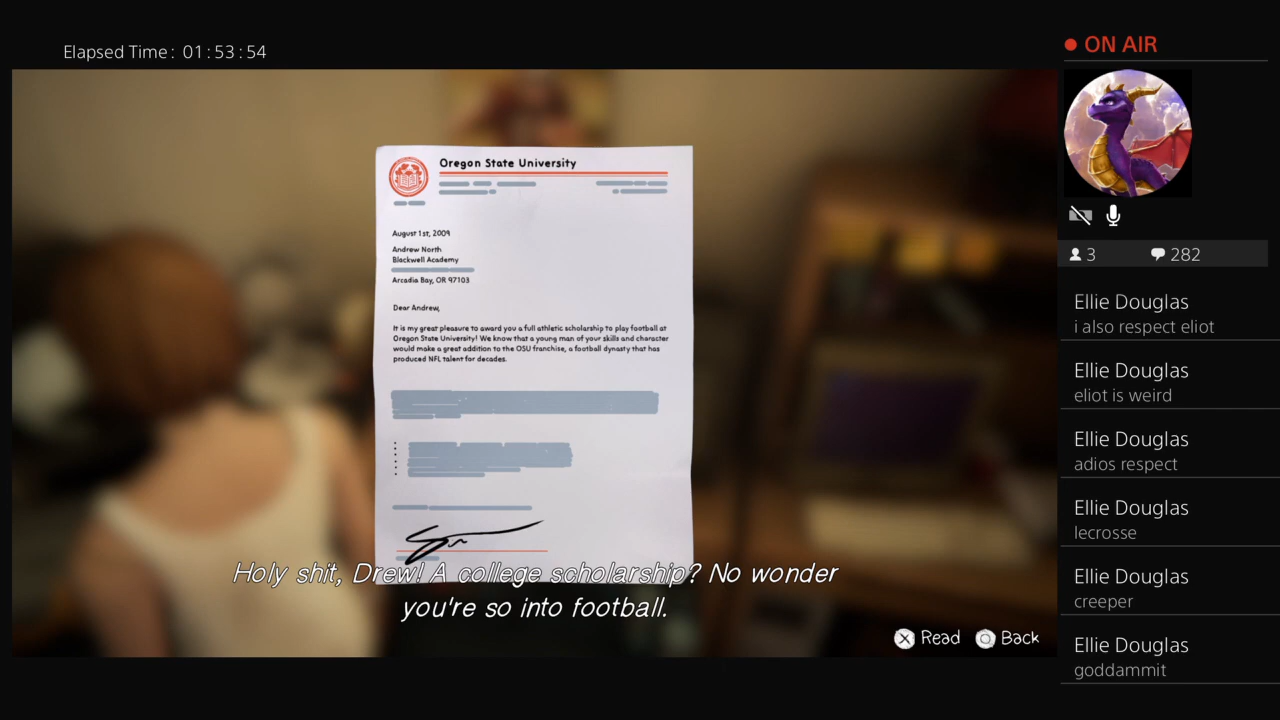 Elapsed Time: 01:53:54
ON AIR
Oregon State University
August 1st, 2009
Andrew North
Blackwell Academy
Arcadia Bay, OR 97103
Dear Andrew,
It is my great pleasure to award you a full athletic scholarship to play football at
Oregon State University! We know that a young man of your skills and character
would make a great addition to the OSU franchise, a football dynasty that has
produced NFL talent for decades.
Holy shit, Drew! A college scholarship? No wonder
you're so into football.
Read
Back
3
282
Ellie Douglas
i also respect eliot
Ellie Douglas
eliot is weird
Ellie Douglas
adios respect
Ellie Douglas
lecrosse
Ellie Douglas
creeper
Ellie Douglas
goddammit